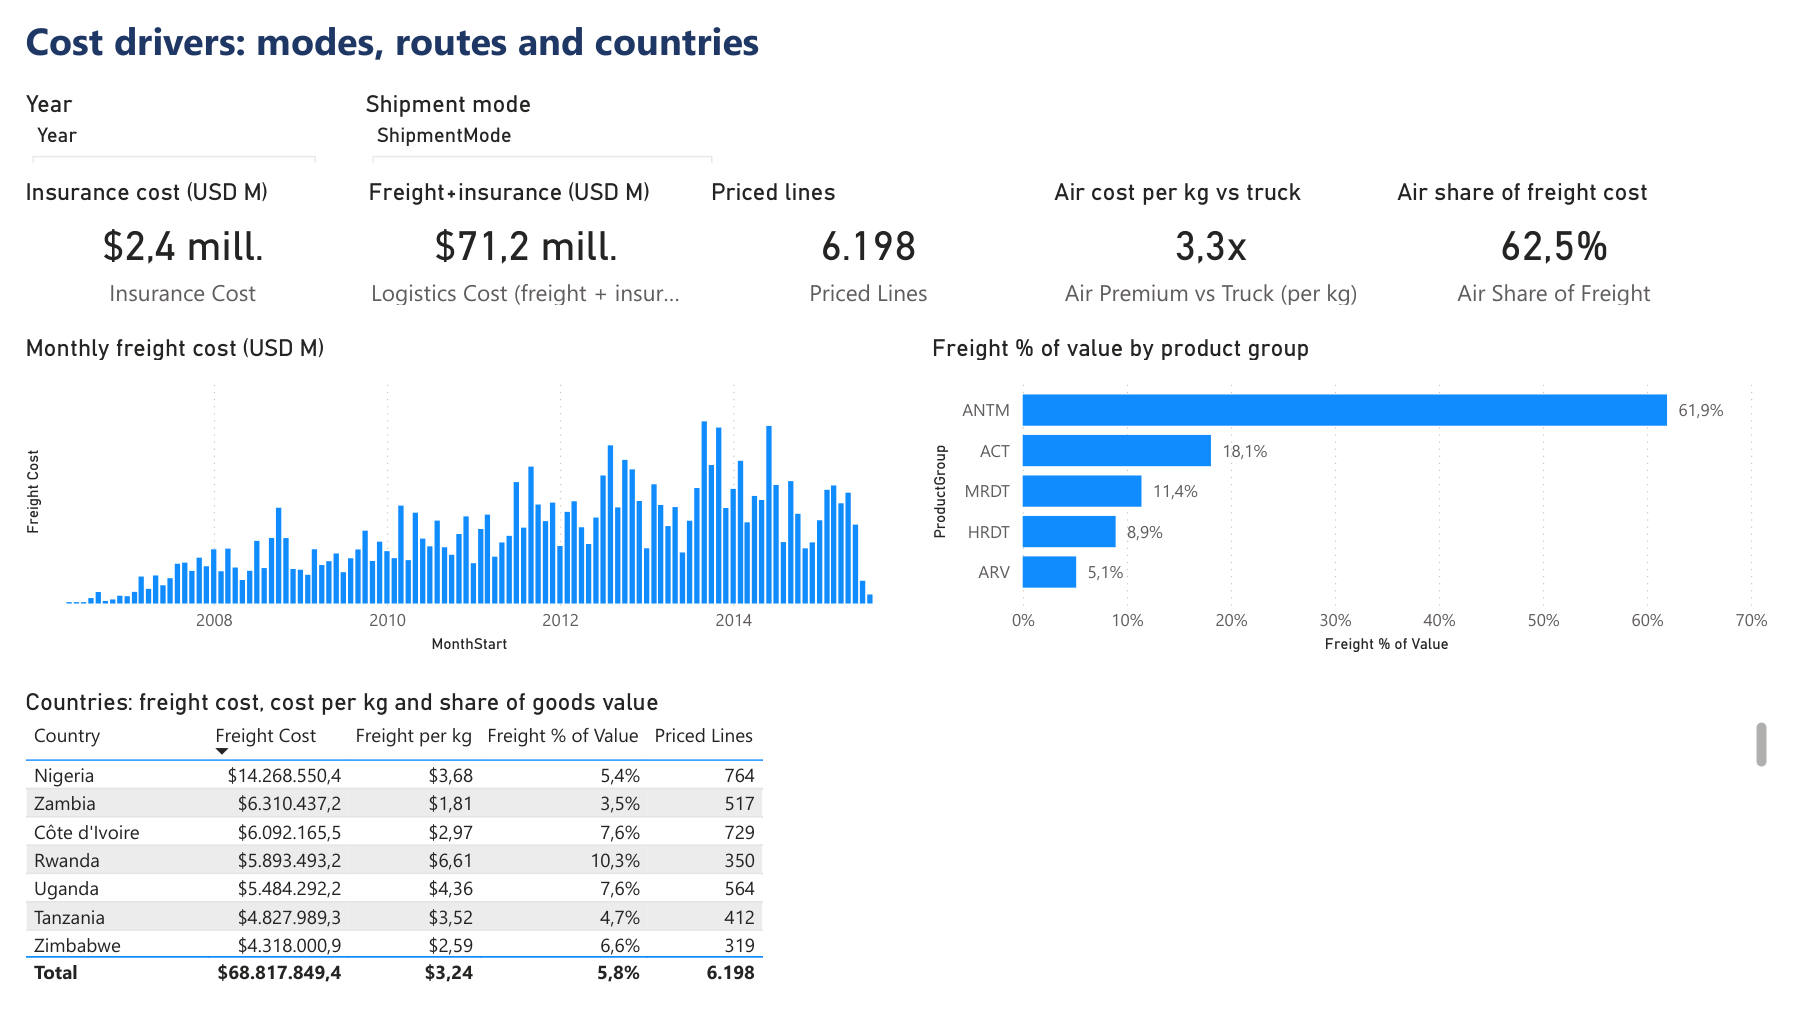 Cost drivers: modes, routes and countries
Year
Shipment mode
Year
ShipmentMode
Insurance cost (USD M)
Freight+insurance (USD M)
Priced lines
Air cost per kg vs truck
Air share of freight cost
$2,4 mill.
$71,2 mill.
6.198
3,3x
62,5%
Insurance Cost
Logistics Cost (freight + insur...
Priced Lines
Air Premium vs Truck (per kg)
Air Share of Freight
Monthly freight cost (USD M)
Freight Cost
2008 2010 2012 2014
MonthStart
Freight % of value by product group
ProductGroup
ANTM 61,9%
ACT 18,1%
MRDT 11,4%
HRDT 8,9%
ARV 5,1%
0% 10% 20% 30% 40% 50% 60% 70%
Freight % of Value
Countries: freight cost, cost per kg and share of goods value
Country Freight Cost Freight per kg Freight % of Value Priced Lines
Nigeria $14.268.550,4 $3,68 5,4% 764
Zambia $6.310.437,2 $1,81 3,5% 517
Côte d'Ivoire $6.092.165,5 $2,97 7,6% 729
Rwanda $5.893.493,2 $6,61 10,3% 350
Uganda $5.484.292,2 $4,36 7,6% 564
Tanzania $4.827.989,3 $3,52 4,7% 412
Zimbabwe $4.318.000,9 $2,59 6,6% 319
Total $68.817.849,4 $3,24 5,8% 6.198